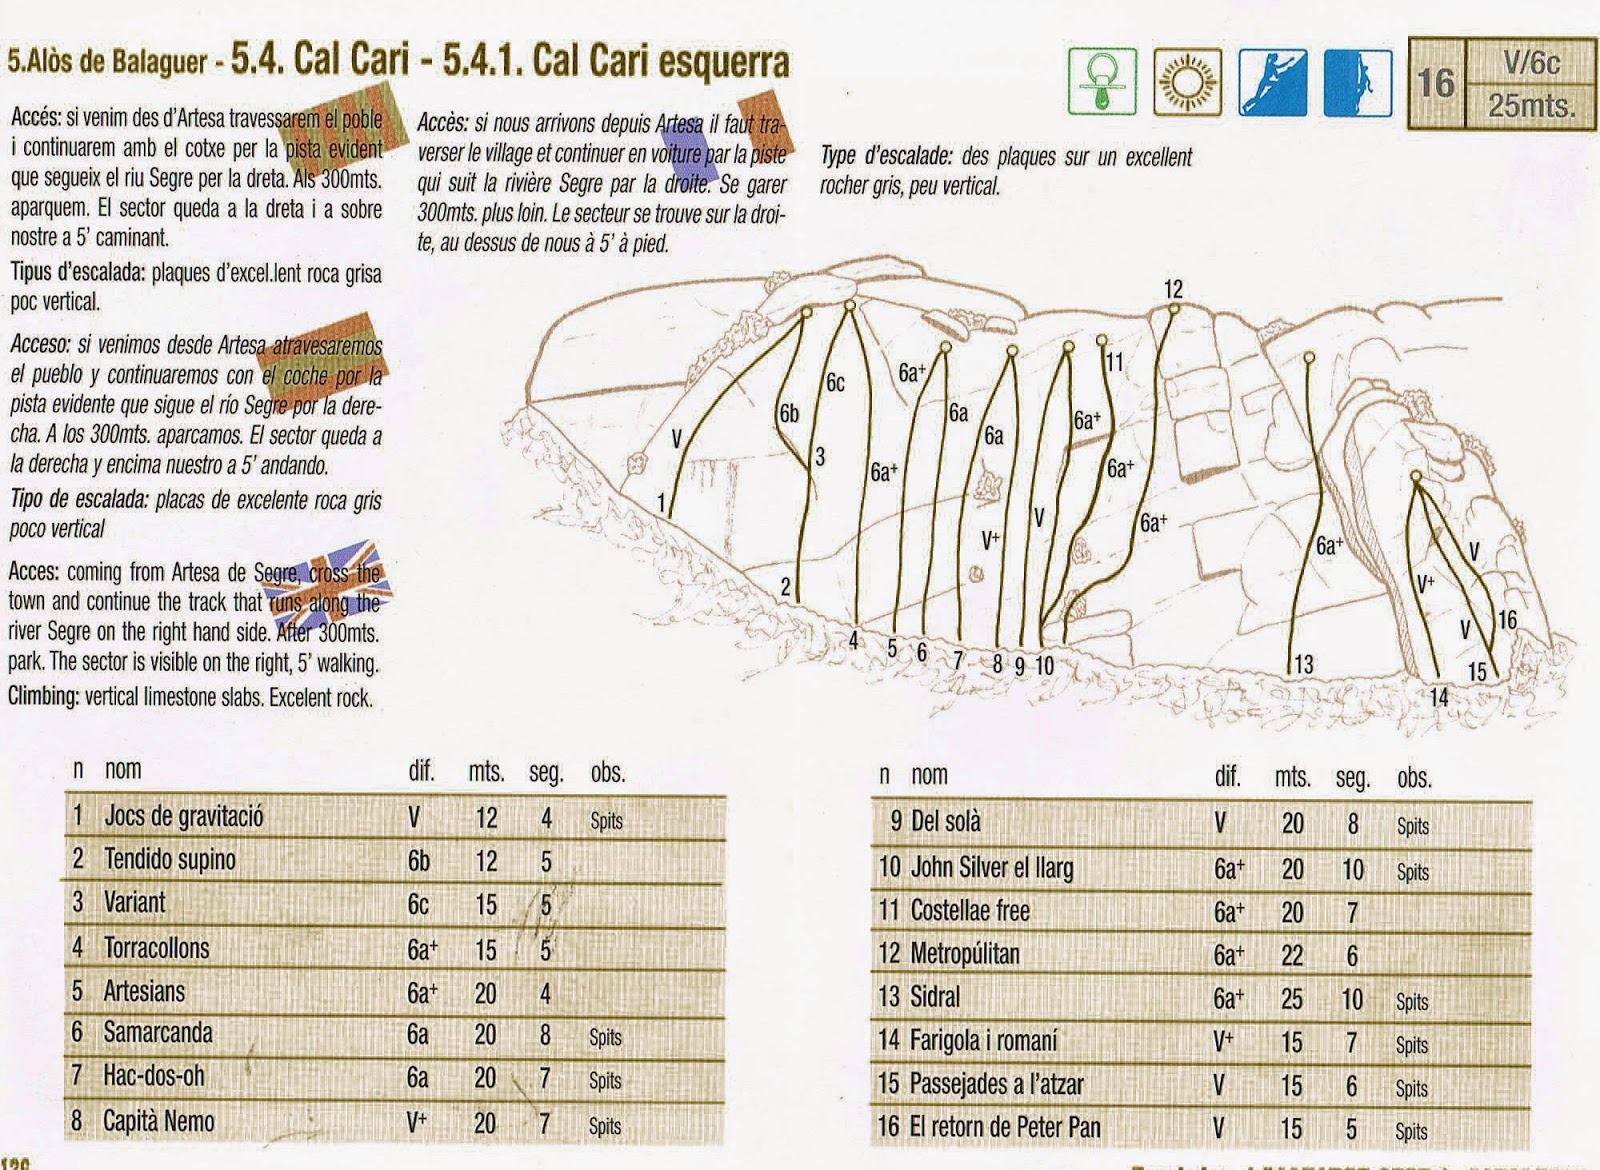 5.Alòs de Balaguer - 5.4. Cal Cari - 5.4.1. Cal Cari esquerra
16
V/6c
25mts.
Accés: si venim des d'Artesa travessarem el poble
i continuarem amb el cotxe per la pista evident
que segueix el riu Segre per la dreta. Als 300mts.
aparquem. El sector queda a la dreta i a sobre
nostre a 5' caminant.
Tipus d'escalada: plaques d'excel.lent roca grisa
poc vertical.
Acceso: si venimos desde Artesa atravesaremos
el pueblo y continuaremos con el coche por la
pista evidente que sigue el río Segre por la dere-
cha. A los 300mts. aparcamos. El sector queda a
la derecha y encima nuestro a 5' andando.
Tipo de escalada: placas de excelente roca gris
poco vertical
Acces: coming from Artesa de Segre, cross the
town and continue the track that runs along the
river Segre on the right hand side. After 300mts.
park. The sector is visible on the right, 5' walking.
Climbing: vertical limestone slabs. Excelent rock.
Accès: si nous arrivons depuis Artesa il faut tra-
verser le village et continuer en voiture par la piste
qui suit la rivière Segre par la droite. Se garer
300mts. plus loin. Le secteur se trouve sur la droi-
te, au dessus de nous à 5' à pied.
Type d'escalade: des plaques sur un excellent
rocher gris, peu vertical.
12
11
6a+
6c
6b
6a
6a+
V
6a
3
6a+
6a+
1
V
6a+
V+
6a+
V
2
V+
16
V
4
5
6
7
8
9
10
13
15
14
n nom dif. mts. seg. obs.
1 Jocs de gravitació V 12 4 Spits
2 Tendido supino 6b 12 5
3 Variant 6c 15 5
4 Torracollons 6a+ 15 5
5 Artesians 6a+ 20 4
6 Samarcanda 6a 20 8 Spits
7 Hac-dos-oh 6a 20 7 Spits
8 Capità Nemo V+ 20 7 Spits
n nom dif. mts. seg. obs.
9 Del solà V 20 8 Spits
10 John Silver el llarg 6a+ 20 10 Spits
11 Costellae free 6a+ 20 7
12 Metropúlitan 6a+ 22 6
13 Sidral 6a+ 25 10 Spits
14 Farigola i romaní V+ 15 7 Spits
15 Passejades a l'atzar V 15 6 Spits
16 El retorn de Peter Pan V 15 5 Spits